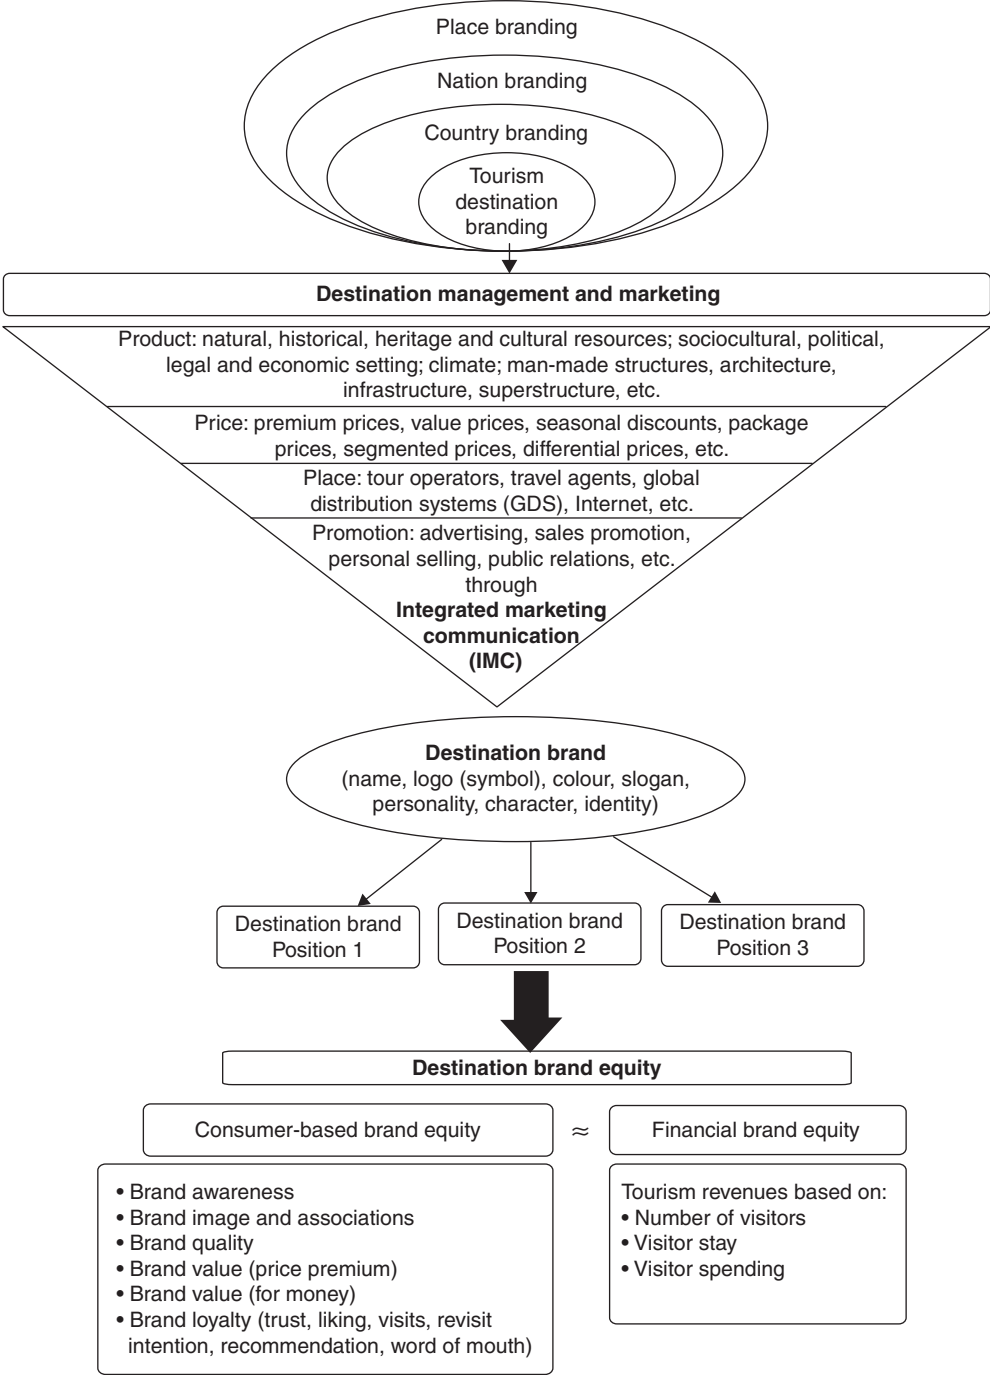 Place branding
Nation branding
Country branding
Tourism
destination
branding
Destination management and marketing
Product: natural, historical, heritage and cultural resources; sociocultural, political,
legal and economic setting; climate; man-made structures, architecture,
infrastructure, superstructure, etc.
Price: premium prices, value prices, seasonal discounts, package
prices, segmented prices, differential prices, etc.
Place: tour operators, travel agents, global
distribution systems (GDS), Internet, etc.
Promotion: advertising, sales promotion,
personal selling, public relations, etc.
through
Integrated marketing
communication
(IMC)
Destination brand
(name, logo (symbol), colour, slogan,
personality, character, identity)
Destination brand
Position 1
Destination brand
Position 2
Destination brand
Position 3
Destination brand equity
Consumer-based brand equity
≈
Financial brand equity
• Brand awareness
• Brand image and associations
• Brand quality
• Brand value (price premium)
• Brand value (for money)
• Brand loyalty (trust, liking, visits, revisit
intention, recommendation, word of mouth)
Tourism revenues based on:
• Number of visitors
• Visitor stay
• Visitor spending